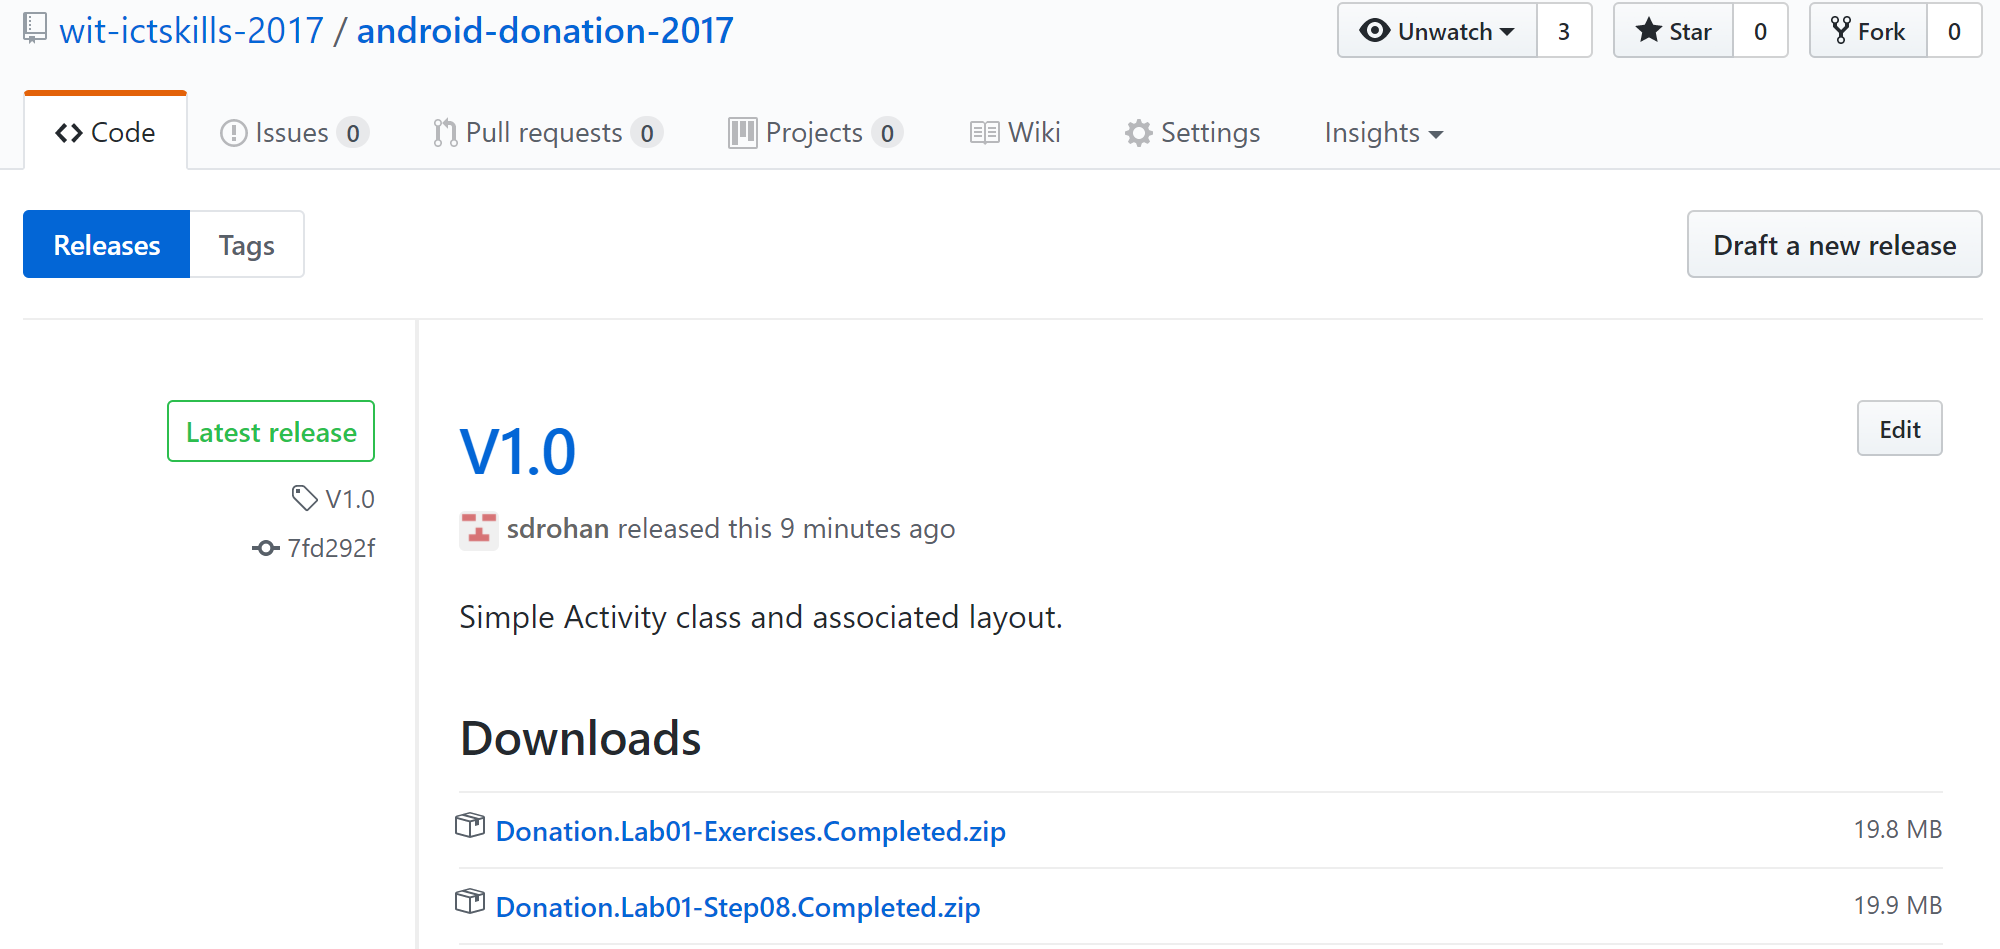 wit-ictskills-2017 / android-donation-2017 Unwatch 3 Star 0 Fork 0
Code Issues 0 Pull requests 0 Projects 0 Wiki Settings Insights
Releases Tags Draft a new release
Latest release
V1.0
7fd292f
V1.0 Edit
sdrohan released this 9 minutes ago
Simple Activity class and associated layout.
Downloads
Donation.Lab01-Exercises.Completed.zip 19.8 MB
Donation.Lab01-Step08.Completed.zip 19.9 MB